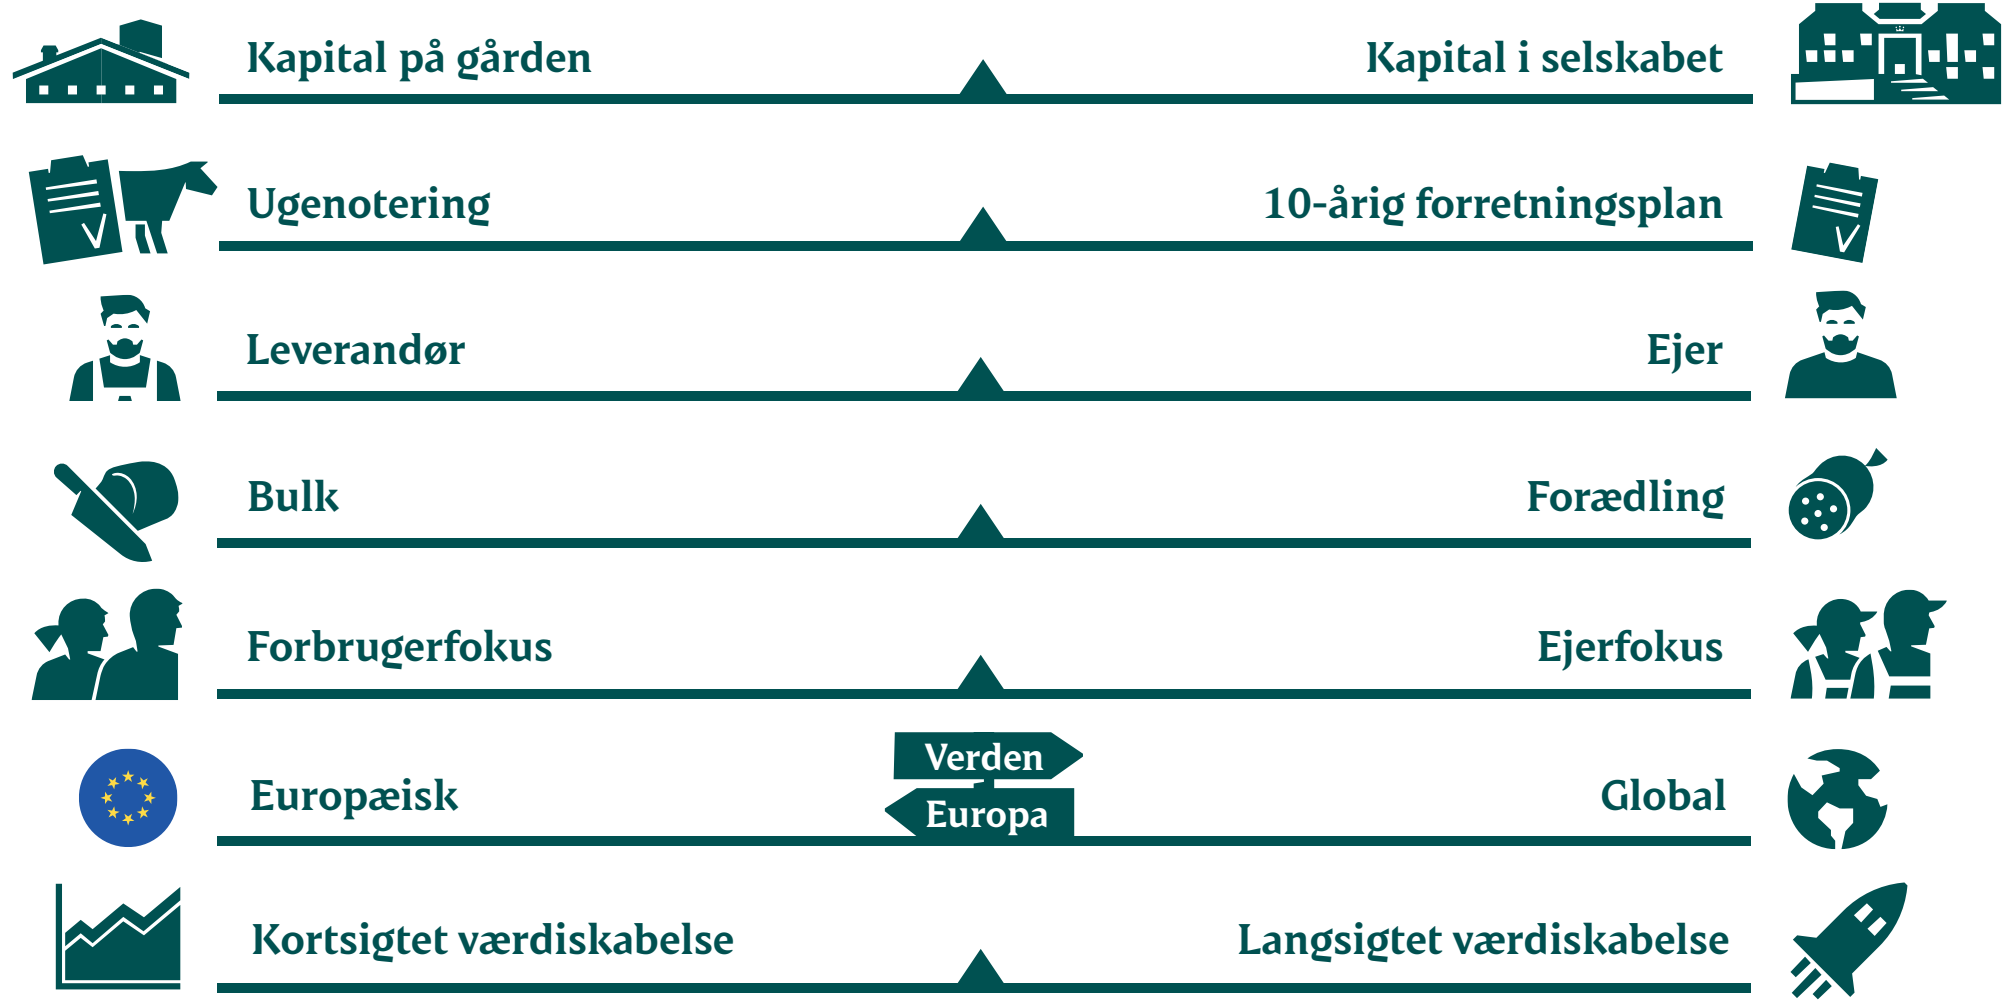 Kapital på gården
Kapital i selskabet
Ugenotering
10-årig forretningsplan
Leverandør
Ejer
Bulk
Forædling
Forbrugerfokus
Ejerfokus
Verden
Europæisk
Global
Europa
Kortsigtet værdiskabelse
Langsigtet værdiskabelse